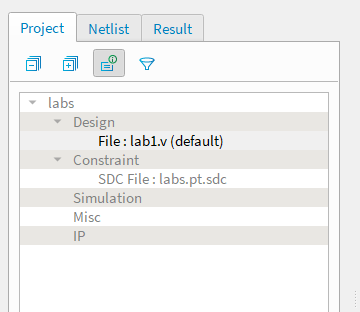 Project Netlist Result
labs
Design
File : lab1.v (default)
Constraint
SDC File : labs.pt.sdc
Simulation
Misc
IP